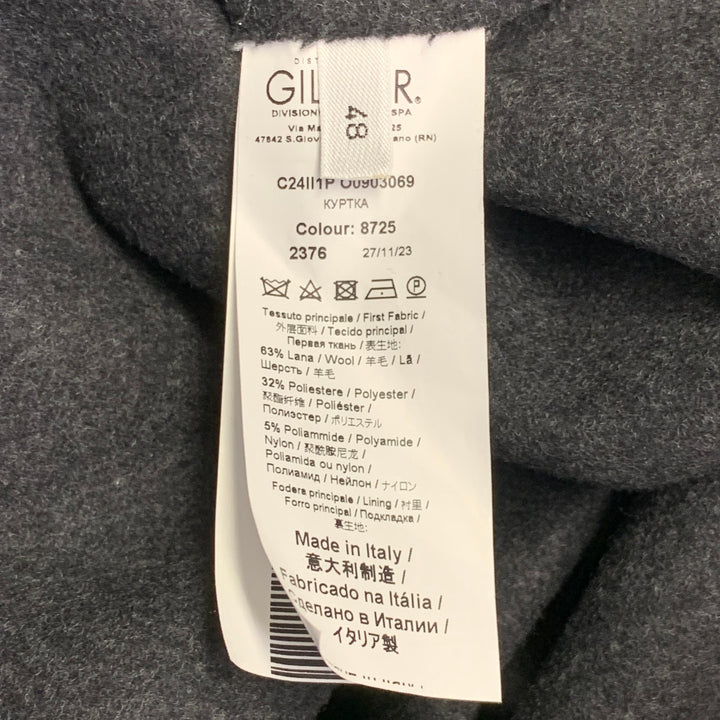 DIST
GIL R.
DIVISION SPA
Via Ma 25
47842 S.Giov ano (RN)
48
C24II1P O0903069
КУРТКА
Colour: 8725
2376 27/11/23
P
Tessuto principale / First Fabric /
外层面料 / Tecido principal /
Первая ткань / 表生地:
63% Lana / Wool / 羊毛 / Lã /
Шерсть / 羊毛
32% Poliestere / Polyester /
聚酯纤维 / Poliéster /
Полиэстер / ポリエステル
5% Poliammide / Polyamide /
Nylon / 聚酰胺尼龙 /
Poliamida ou nylon /
Полиамид / Нейлон / ナイロン
Fodera principale / Lining / 衬里 /
Forro principal / Подкладка /
裏生地:
Made in Italy /
意大利制造 /
Fabricado na Itália /
Сделано в Италии /
イタリア製